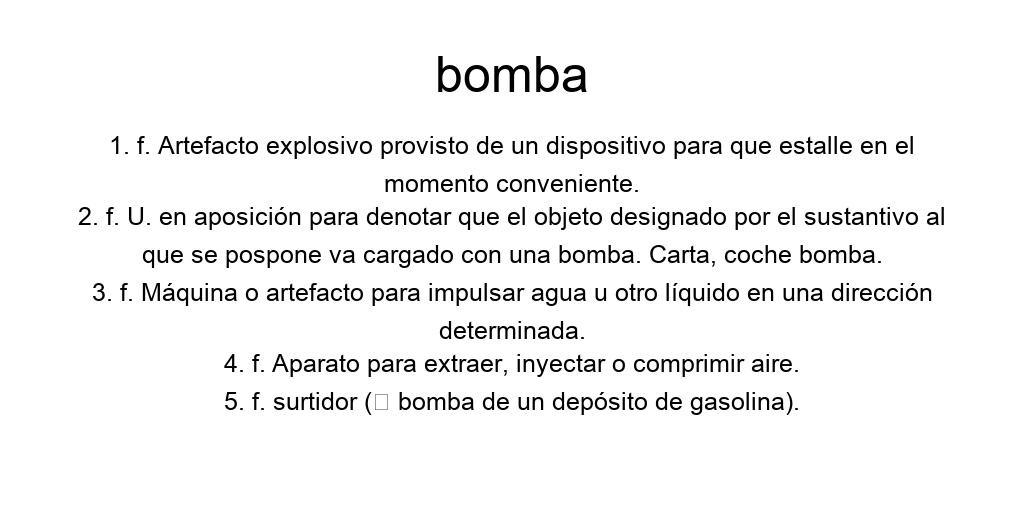 bomba
1. f. Artefacto explosivo provisto de un dispositivo para que estalle en el
momento conveniente.
2. f. U. en aposición para denotar que el objeto designado por el sustantivo al
que se pospone va cargado con una bomba. Carta, coche bomba.
3. f. Máquina o artefacto para impulsar agua u otro líquido en una dirección
determinada.
4. f. Aparato para extraer, inyectar o comprimir aire.
5. f. surtidor (□ bomba de un depósito de gasolina).